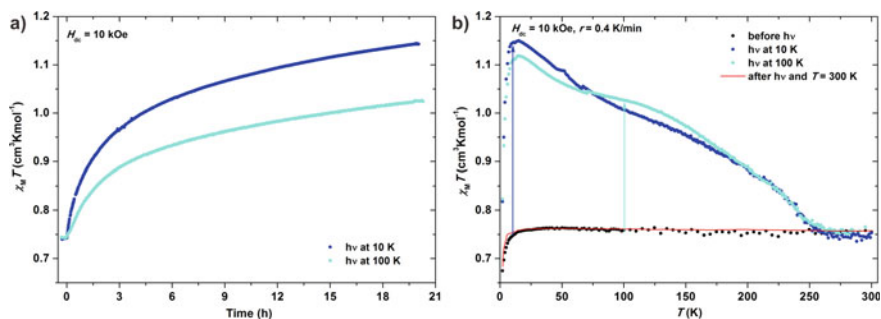 a)
H_dc = 10 kOe
1.2
1.1
1.0
0.9
0.8
0.7
χ_M T (cm³Kmol⁻¹)
hν at 10 K
hν at 100 K
0 3 6 9 12 15 18 21
Time (h)
b)
H_dc = 10 kOe, r = 0.4 K/min
before hν
hν at 10 K
hν at 100 K
after hν and T = 300 K
1.2
1.1
1.0
0.9
0.8
0.7
χ_M T (cm³Kmol⁻¹)
0 50 100 150 200 250 300
T (K)